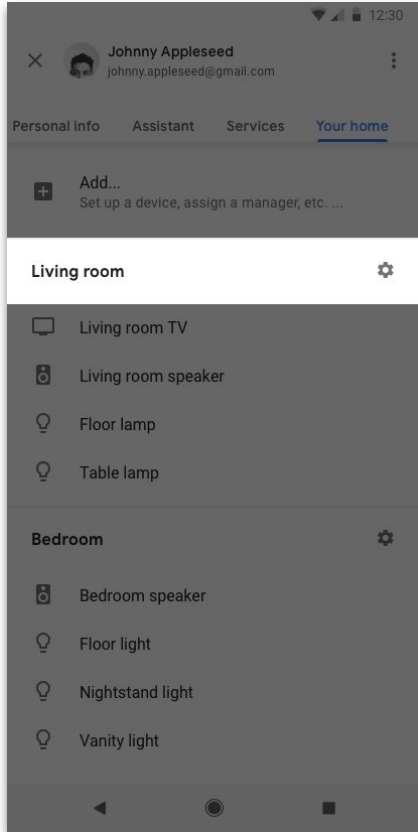 12:30
Johnny Appleseed
johnny.appleseed@gmail.com
Personal info Assistant Services Your home
Add...
Set up a device, assign a manager, etc. ...
Living room
Living room TV
Living room speaker
Floor lamp
Table lamp
Bedroom
Bedroom speaker
Floor light
Nightstand light
Vanity light